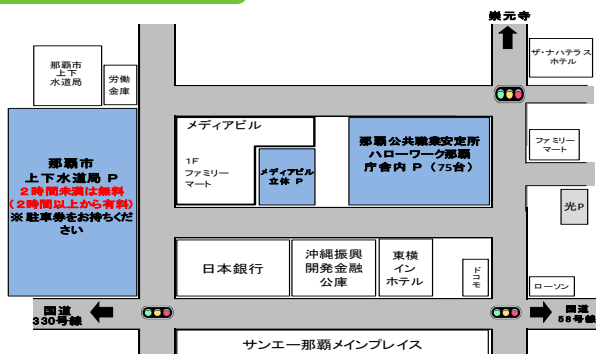 崇元寺
那覇市
上下
水道局
労働
金庫
ザ・ナハテラス
ホテル
メディアビル
1F
ファミリー
マート
メディアビル
立体 P
那覇公共職業安定所
ハローワーク那覇
庁舎内 P (75台)
ファミリー
マート
那覇市
上下水道局 P
2時間未満は無料
(2時間以上から有料)
※ 駐車券をお持ちくだ
さい
光P
日本銀行
沖縄振興
開発金融
公庫
東横
イン
ホテル
ドコモ
ローソン
国道
330号線
国道
58号線
サンエー那覇メインプレイス